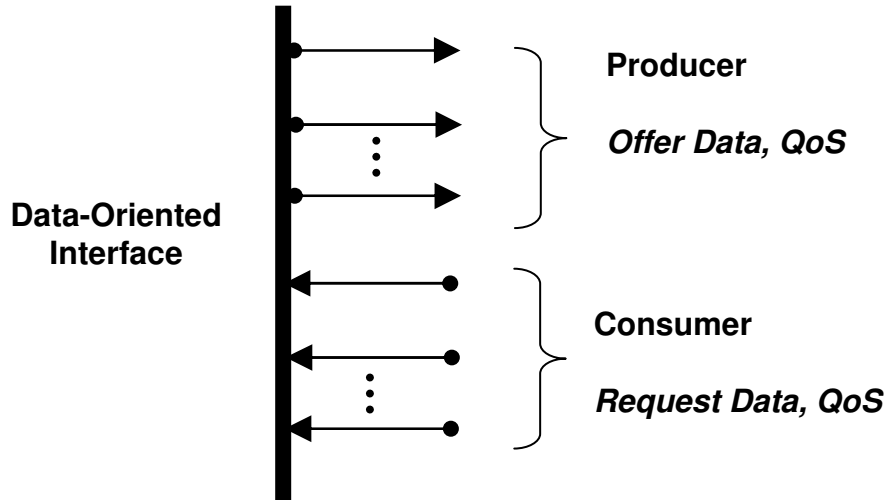 Data-Oriented
Interface
Producer
Offer Data, QoS
Consumer
Request Data, QoS